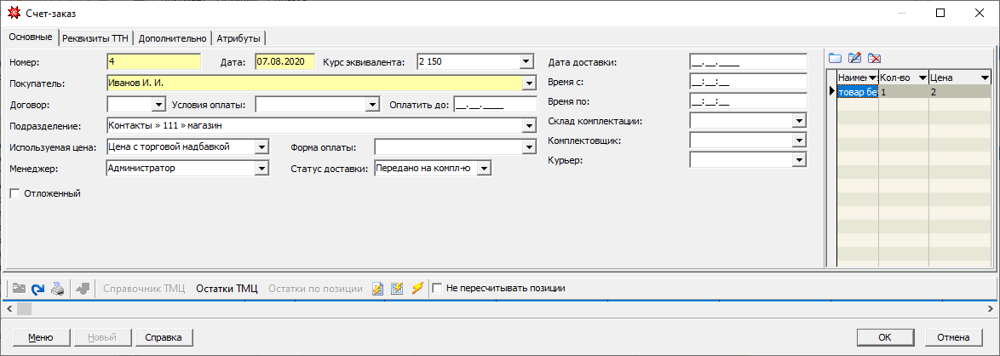 Счет-заказ
Основные Реквизиты ТТН Дополнительно Атрибуты
Номер: 4 Дата: 07.08.2020 Курс эквивалента: 2 150
Покупатель: Иванов И. И.
Договор: Условия оплаты: Оплатить до: __.__.____
Подразделение: Контакты » 111 » магазин
Используемая цена: Цена с торговой надбавкой Форма оплаты:
Менеджер: Администратор Статус доставки: Передано на компл-ю
Отложенный
Дата доставки: __.__.____
Время с: __:__:__
Время по: __:__:__
Склад комплектации:
Комплектовщик:
Курьер:
Наимен Кол-во Цена
товар бе 1 2
Справочник ТМЦ Остатки ТМЦ Остатки по позиции Не пересчитывать позиции
Меню Новый Справка OK Отмена